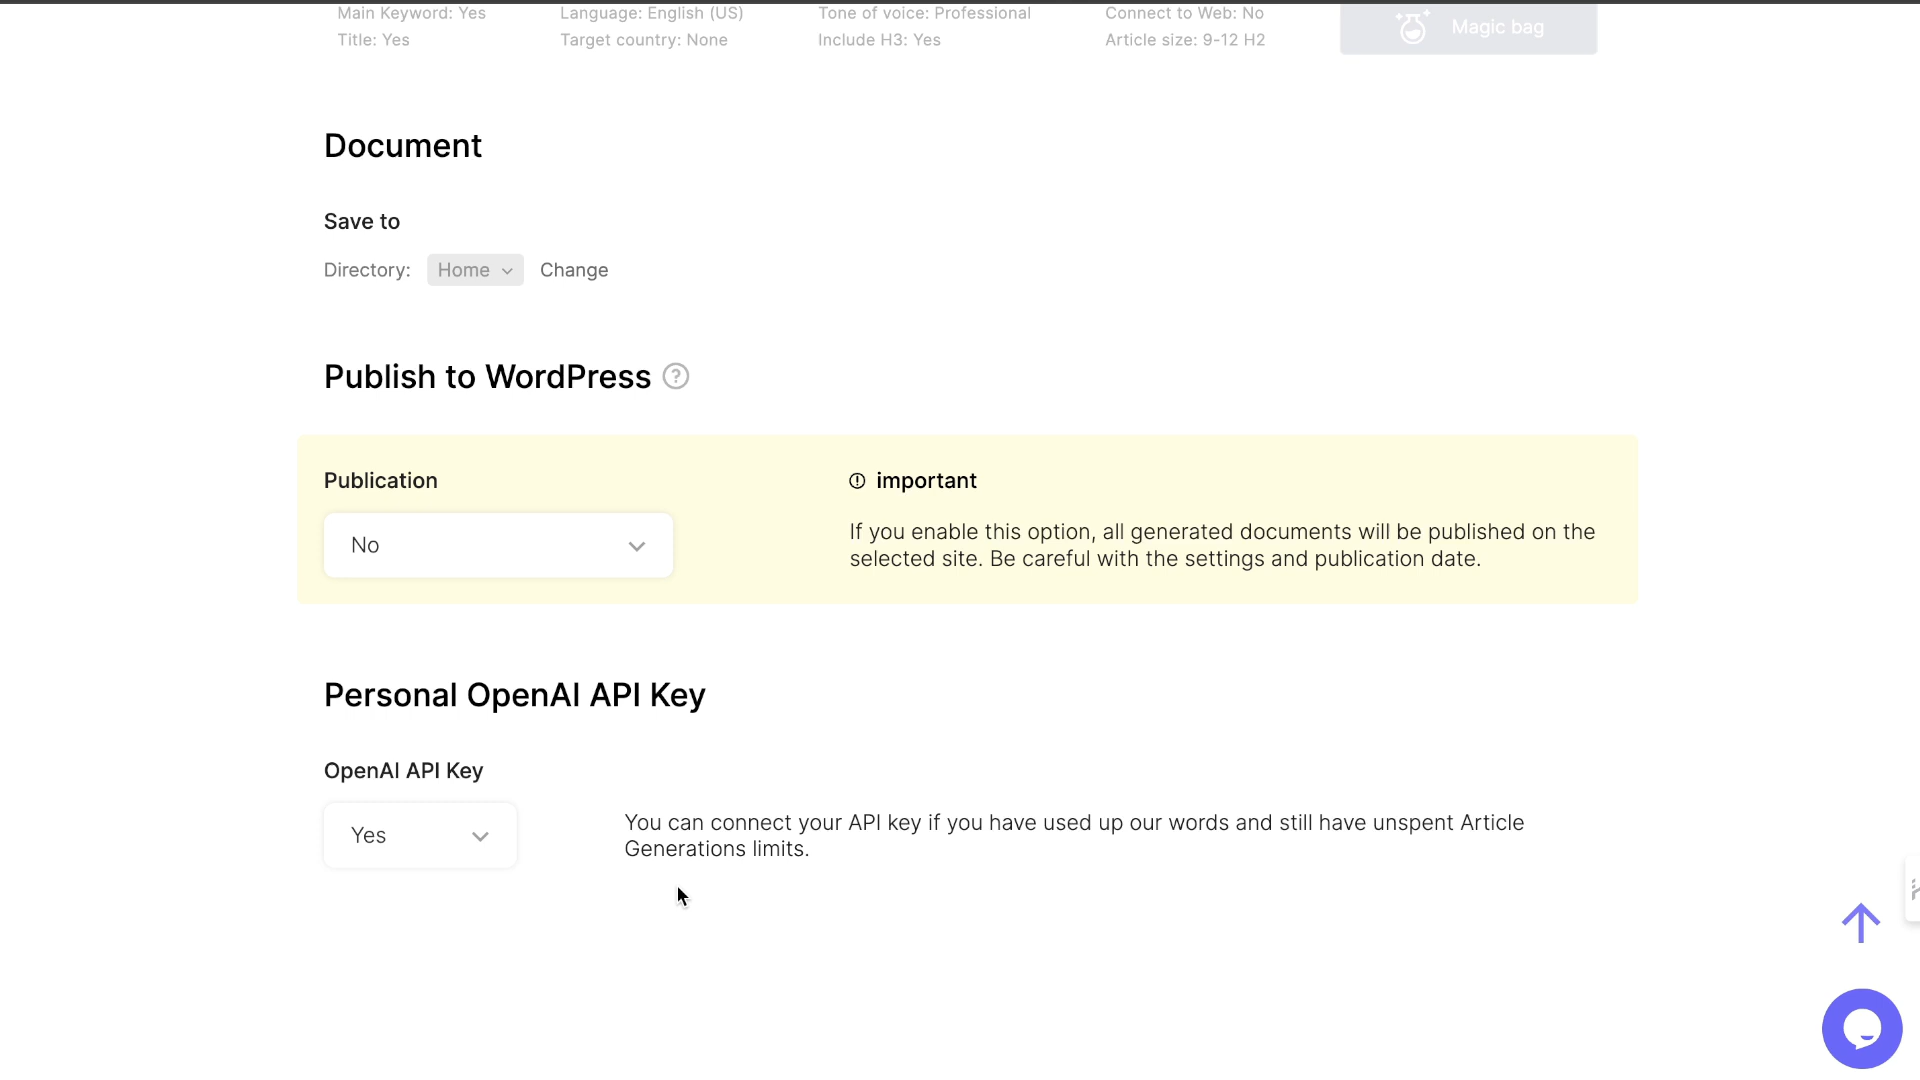 Main Keyword: Yes
Language: English (US)
Tone of voice: Professional
Connect to Web: No
Title: Yes
Target country: None
Include H3: Yes
Article size: 9-12 H2
Magic bag
Document
Save to
Directory: Home Change
Publish to WordPress ?
Publication
important
No
If you enable this option, all generated documents will be published on the
selected site. Be careful with the settings and publication date.
Personal OpenAI API Key
OpenAI API Key
Yes
You can connect your API key if you have used up our words and still have unspent Article
Generations limits.